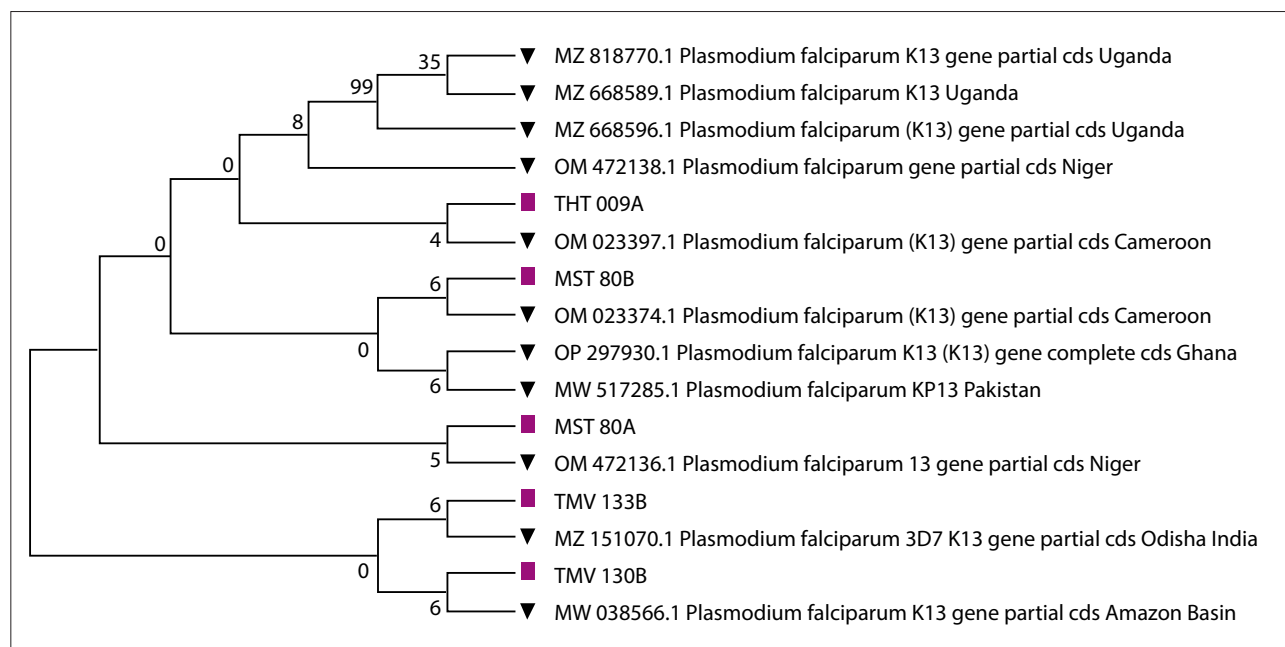 35
MZ 818770.1 Plasmodium falciparum K13 gene partial cds Uganda
99
MZ 668589.1 Plasmodium falciparum K13 Uganda
8
MZ 668596.1 Plasmodium falciparum (K13) gene partial cds Uganda
0
OM 472138.1 Plasmodium falciparum gene partial cds Niger
THT 009A
0
4
OM 023397.1 Plasmodium falciparum (K13) gene partial cds Cameroon
6
MST 80B
OM 023374.1 Plasmodium falciparum (K13) gene partial cds Cameroon
0
OP 297930.1 Plasmodium falciparum K13 (K13) gene complete cds Ghana
6
MW 517285.1 Plasmodium falciparum KP13 Pakistan
MST 80A
5
OM 472136.1 Plasmodium falciparum 13 gene partial cds Niger
6
TMV 133B
MZ 151070.1 Plasmodium falciparum 3D7 K13 gene partial cds Odisha India
0
TMV 130B
6
MW 038566.1 Plasmodium falciparum K13 gene partial cds Amazon Basin